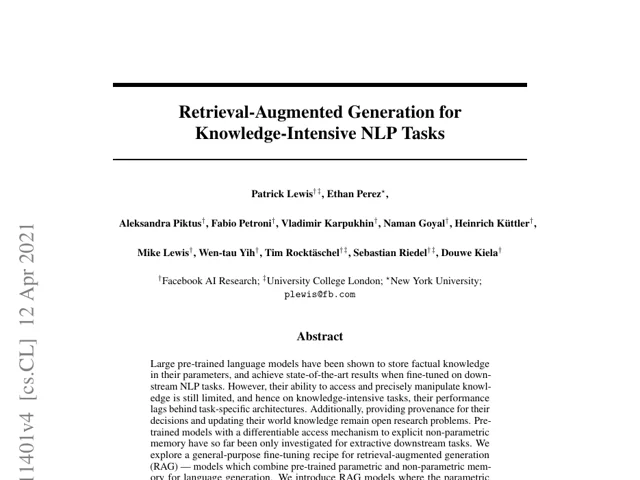 Retrieval-Augmented Generation for
Knowledge-Intensive NLP Tasks
Patrick Lewis†‡, Ethan Perez⋆,
Aleksandra Piktus†, Fabio Petroni†, Vladimir Karpukhin†, Naman Goyal†, Heinrich Küttler†,
Mike Lewis†, Wen-tau Yih†, Tim Rocktäschel†‡, Sebastian Riedel†‡, Douwe Kiela†
†Facebook AI Research; ‡University College London; ⋆New York University;
plewis@fb.com
Abstract
Large pre-trained language models have been shown to store factual knowledge
in their parameters, and achieve state-of-the-art results when fine-tuned on down-
stream NLP tasks. However, their ability to access and precisely manipulate knowl-
edge is still limited, and hence on knowledge-intensive tasks, their performance
lags behind task-specific architectures. Additionally, providing provenance for their
decisions and updating their world knowledge remain open research problems. Pre-
trained models with a differentiable access mechanism to explicit non-parametric
memory have so far been only investigated for extractive downstream tasks. We
explore a general-purpose fine-tuning recipe for retrieval-augmented generation
(RAG) — models which combine pre-trained parametric and non-parametric mem-
ory for language generation. We introduce RAG models where the parametric
11401v4 [cs.CL] 12 Apr 2021